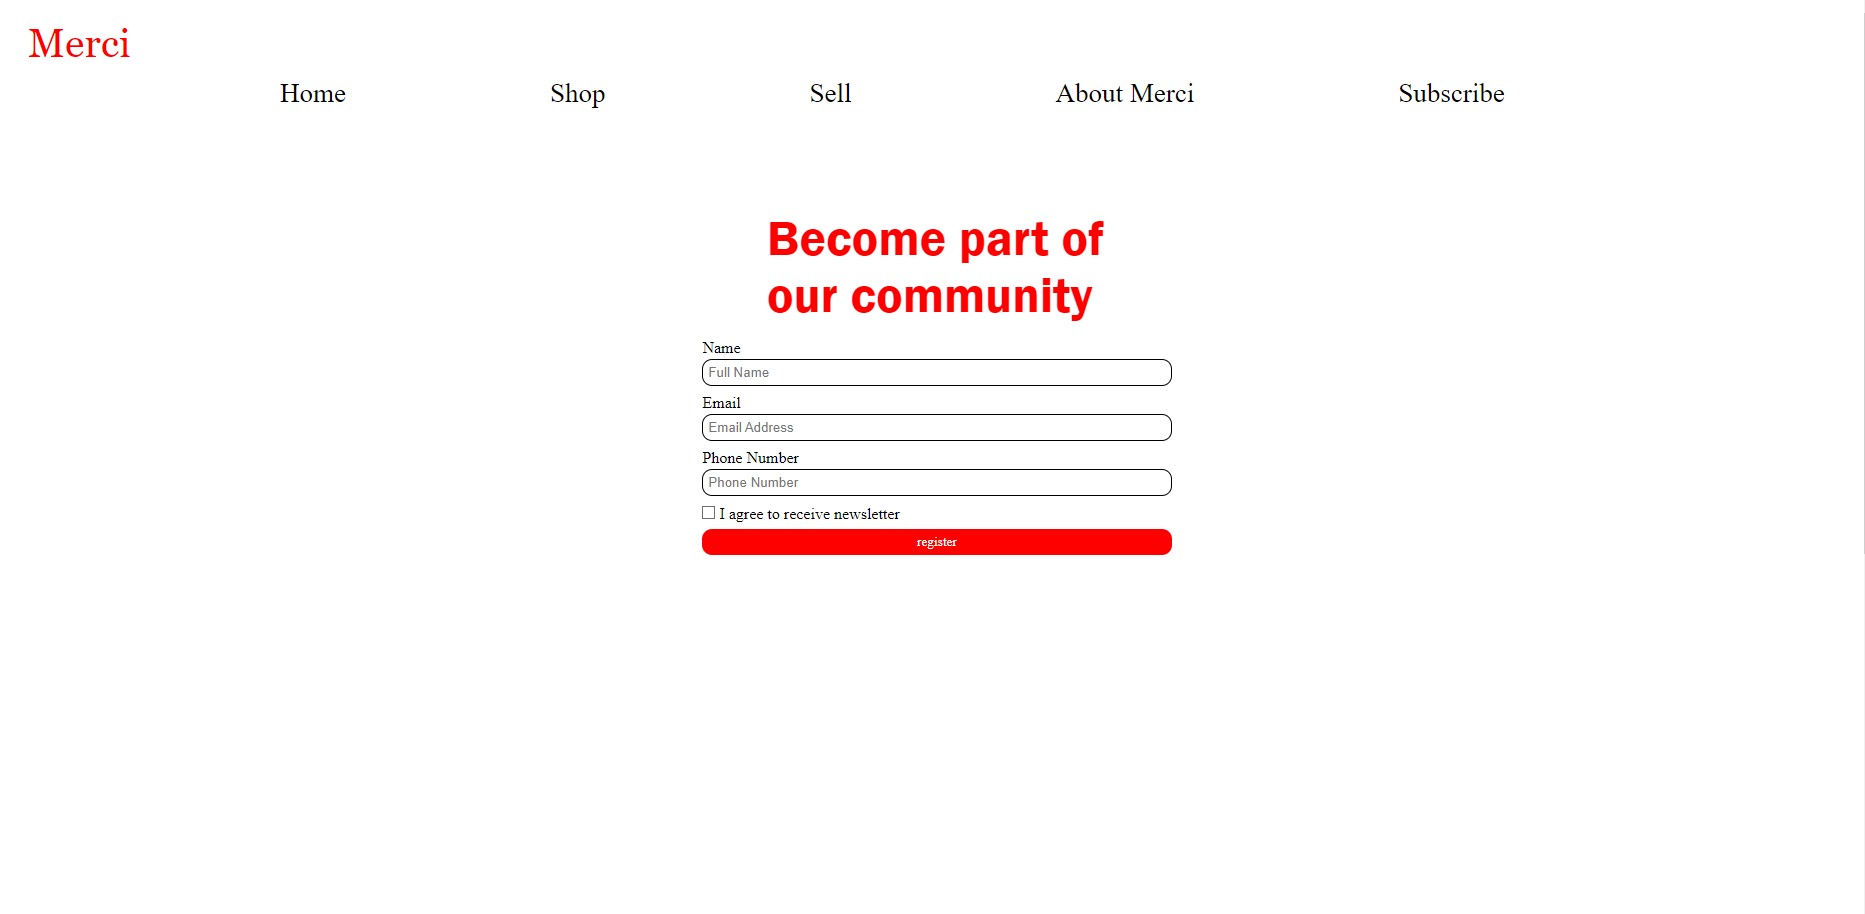 Merci
Home Shop Sell About Merci Subscribe
Become part of
our community
Name
Full Name
Email
Email Address
Phone Number
Phone Number
I agree to receive newsletter
register